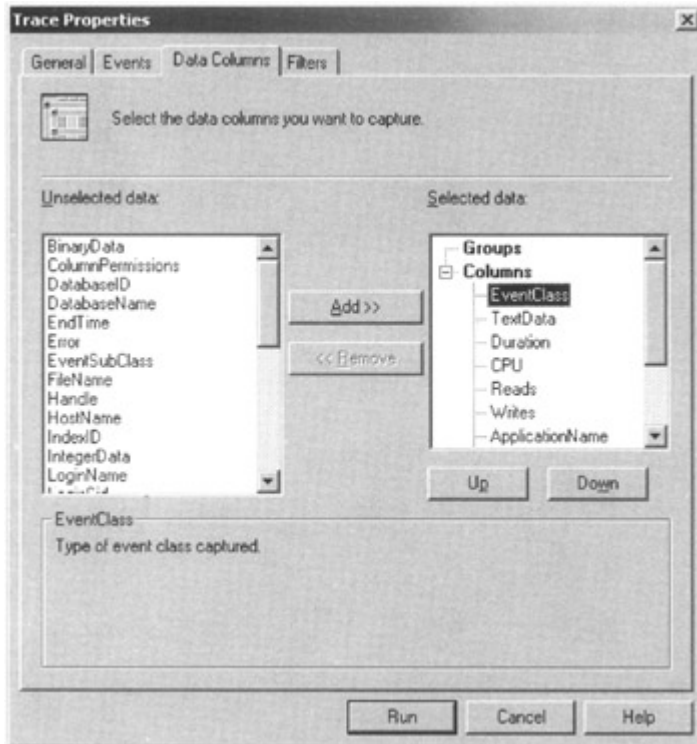 Trace Properties
General Events Data Columns Filters
Select the data columns you want to capture.
Unselected data:
BinaryData
ColumnPermissions
DatabaseID
DatabaseName
EndTime
Error
EventSubClass
FileName
Handle
HostName
IndexID
IntegerData
LoginName
Add >>
<< Remove
Selected data:
Groups
Columns
EventClass
TextData
Duration
CPU
Reads
Writes
ApplicationName
Up Down
EventClass
Type of event class captured.
Run Cancel Help